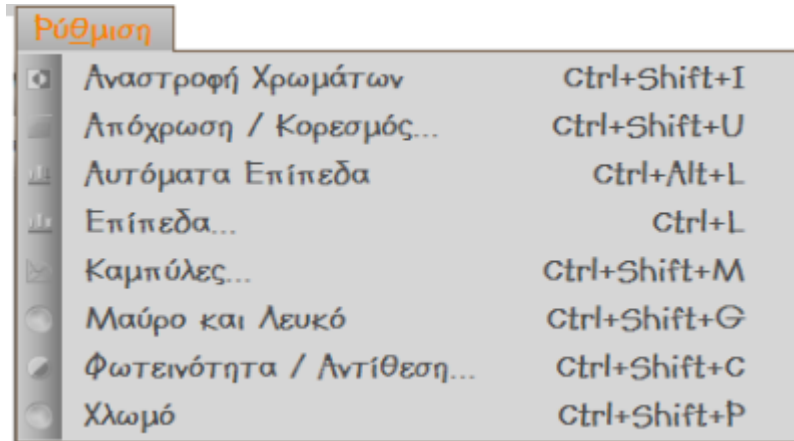 Ρύθμιση
Αναστροφή Χρωμάτων Ctrl+Shift+I
Απόχρωση / Κορεσμός... Ctrl+Shift+U
Αυτόματα Επίπεδα Ctrl+Alt+L
Επίπεδα... Ctrl+L
Καμπύλες... Ctrl+Shift+M
Μαύρο και Λευκό Ctrl+Shift+G
Φωτεινότητα / Αντίθεση... Ctrl+Shift+C
Χλωμό Ctrl+Shift+P